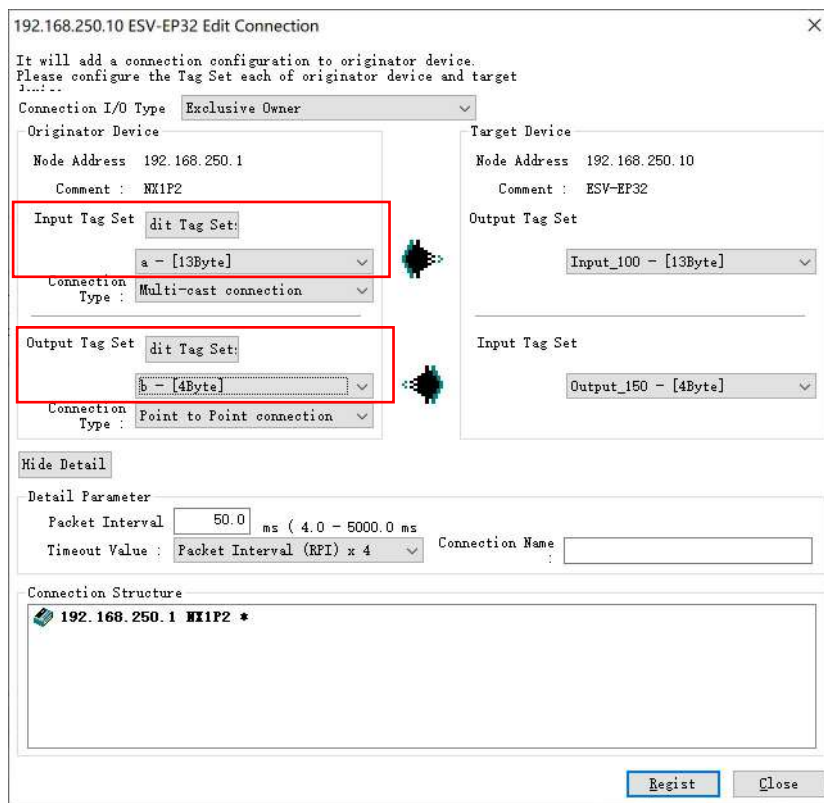 192.168.250.10 ESV-EP32 Edit Connection
It will add a connection configuration to originator device.
Please configure the Tag Set each of originator device and target
Connection I/O Type Exclusive Owner
Originator Device
Target Device
Node Address 192.168.250.1
Node Address 192.168.250.10
Comment : NX1P2
Comment : ESV-EP32
Input Tag Set dit Tag Set:
Output Tag Set
a - [13Byte]
Input_100 - [13Byte]
Connection
Type : Multi-cast connection
Output Tag Set dit Tag Set:
Input Tag Set
b - [4Byte]
Output_150 - [4Byte]
Connection
Type : Point to Point connection
Hide Detail
Detail Parameter
Packet Interval 50.0 ms ( 4.0 - 5000.0 ms
Timeout Value : Packet Interval (RPI) x 4
Connection Name
:
Connection Structure
192.168.250.1 NX1P2 *
Regist
Close